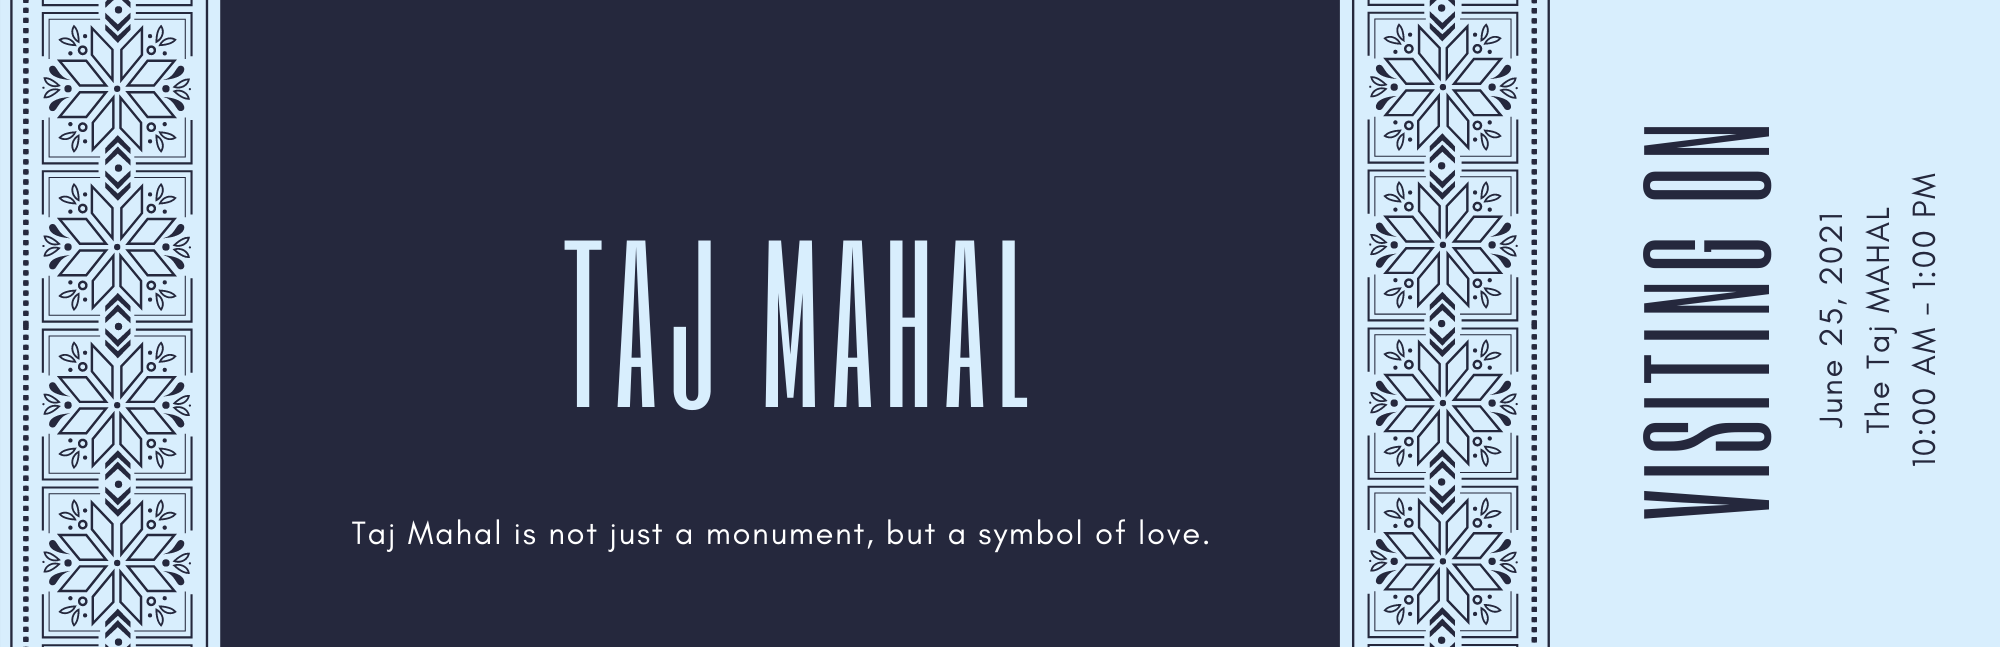 TAJ MAHAL
Taj Mahal is not just a monument, but a symbol of love.
VISITING ON
June 25, 2021
The Taj MAHAL
10:00 AM – 1:00 PM